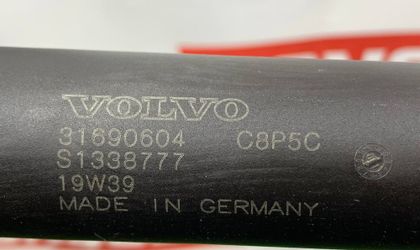 VOLVO
31690604 C8P5C
S1338777
19W39
MADE IN GERMANY